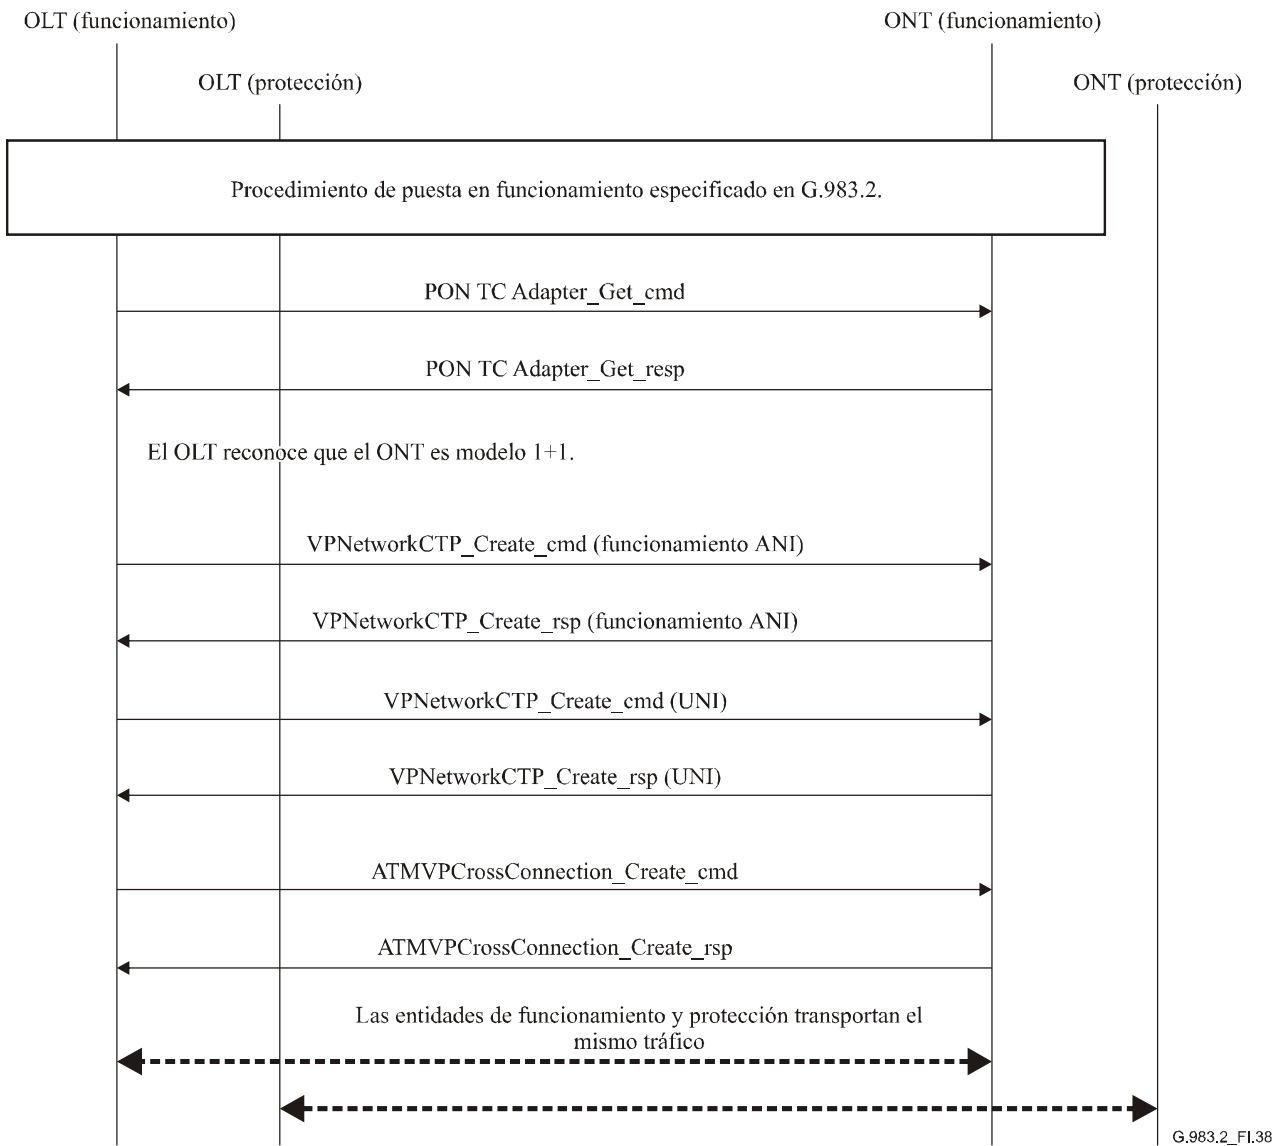 OLT (funcionamiento)
ONT (funcionamiento)
OLT (protección)
ONT (protección)
Procedimiento de puesta en funcionamiento especificado en G.983.2.
PON TC Adapter_Get_cmd
PON TC Adapter_Get_resp
El OLT reconoce que el ONT es modelo 1+1.
VPNetworkCTP_Create_cmd (funcionamiento ANI)
VPNetworkCTP_Create_rsp (funcionamiento ANI)
VPNetworkCTP_Create_cmd (UNI)
VPNetworkCTP_Create_rsp (UNI)
ATMVPCrossConnection_Create_cmd
ATMVPCrossConnection_Create_rsp
Las entidades de funcionamiento y protección transportan el
mismo tráfico
G.983.2_FI.38